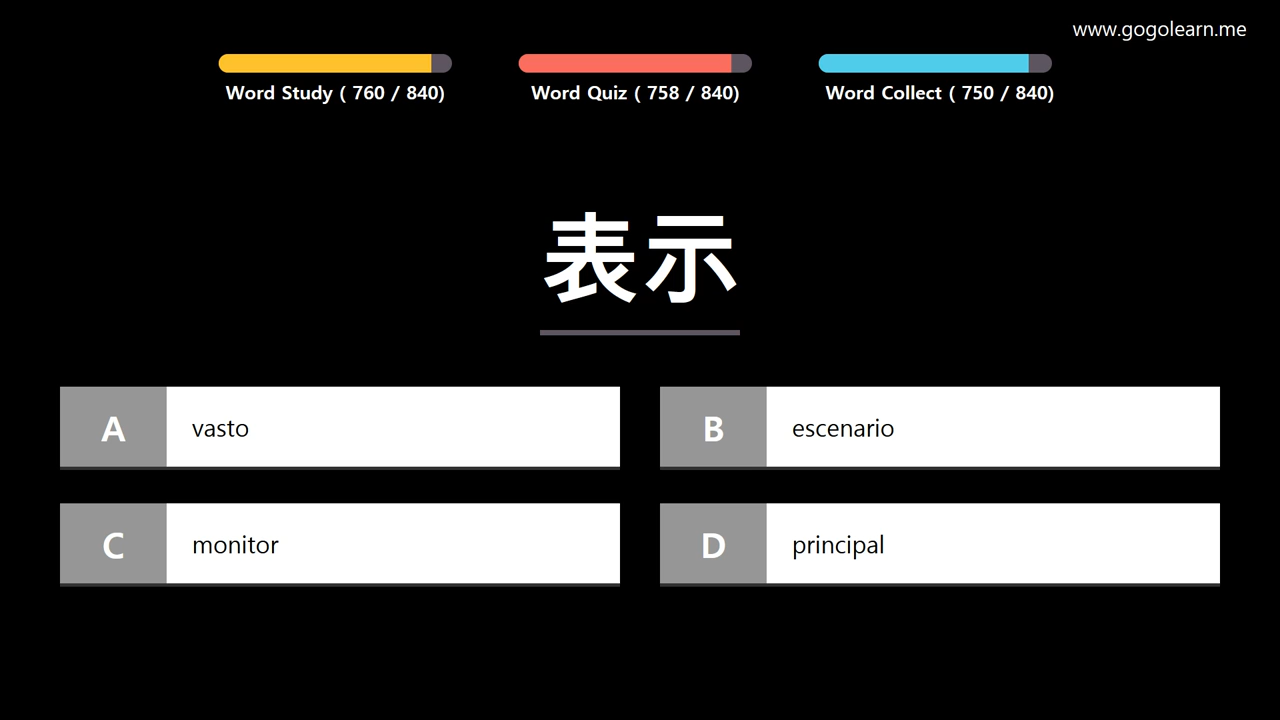 www.gogolearn.me
Word Study ( 760 / 840)
Word Quiz ( 758 / 840)
Word Collect ( 750 / 840)
表示
A vasto
B escenario
C monitor
D principal